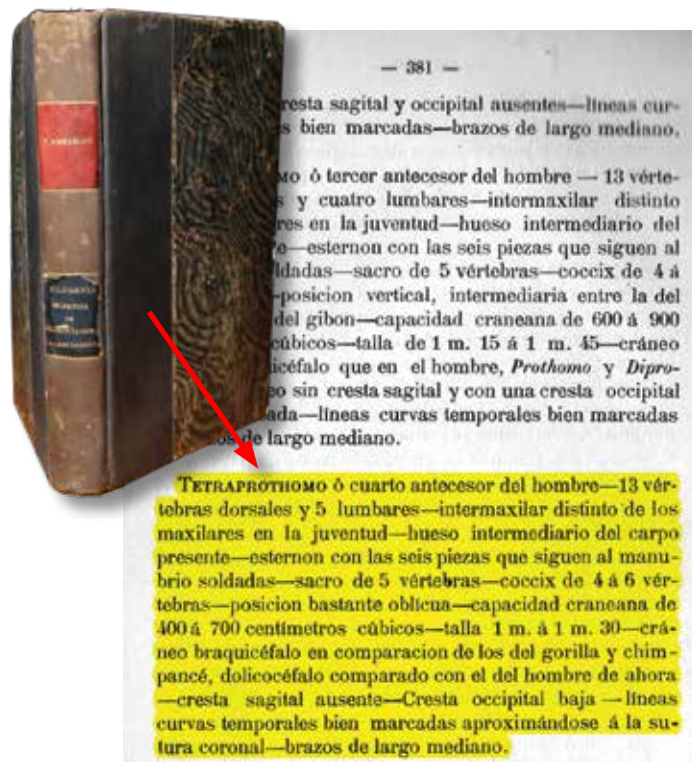 — 381 —
resta sagital y occipital ausentes—líneas cur-
s bien marcadas—brazos de largo mediano.
MO ó tercer antecesor del hombre — 13 vérte-
s y cuatro lumbares—intermaxilar distinto
res en la juventud—hueso intermediario del
e—esternon con las seis piezas que siguen al
ldadas—sacro de 5 vértebras—coccix de 4 á
-posicion vertical, intermediaria entre la del
del gibon—capacidad craneana de 600 á 900
cúbicos—talla de 1 m. 15 á 1 m. 45—cráneo
icéfalo que en el hombre, Prothomo y Dipro-
eo sin cresta sagital y con una cresta occipital
ada—líneas curvas temporales bien marcadas
os de largo mediano.
TETRAPROTHOMO ó cuarto antecesor del hombre—13 vér-
tebras dorsales y 5 lumbares—intermaxilar distinto de los
maxilares en la juventud—hueso intermediario del carpo
presente—esternon con las seis piezas que siguen al manu-
brio soldadas—sacro de 5 vértebras—coccix de 4 á 6 vér-
tebras—posicion bastante oblicua—capacidad craneana de
400 á 700 centímetros cúbicos—talla 1 m. á 1 m. 30—crá-
neo braquicéfalo en comparacion de los del gorilla y chim-
pancé, dolicocéfalo comparado con el del hombre de ahora
—cresta sagital ausente—Cresta occipital baja—líneas
curvas temporales bien marcadas aproximándose á la su-
tura coronal—brazos de largo mediano.